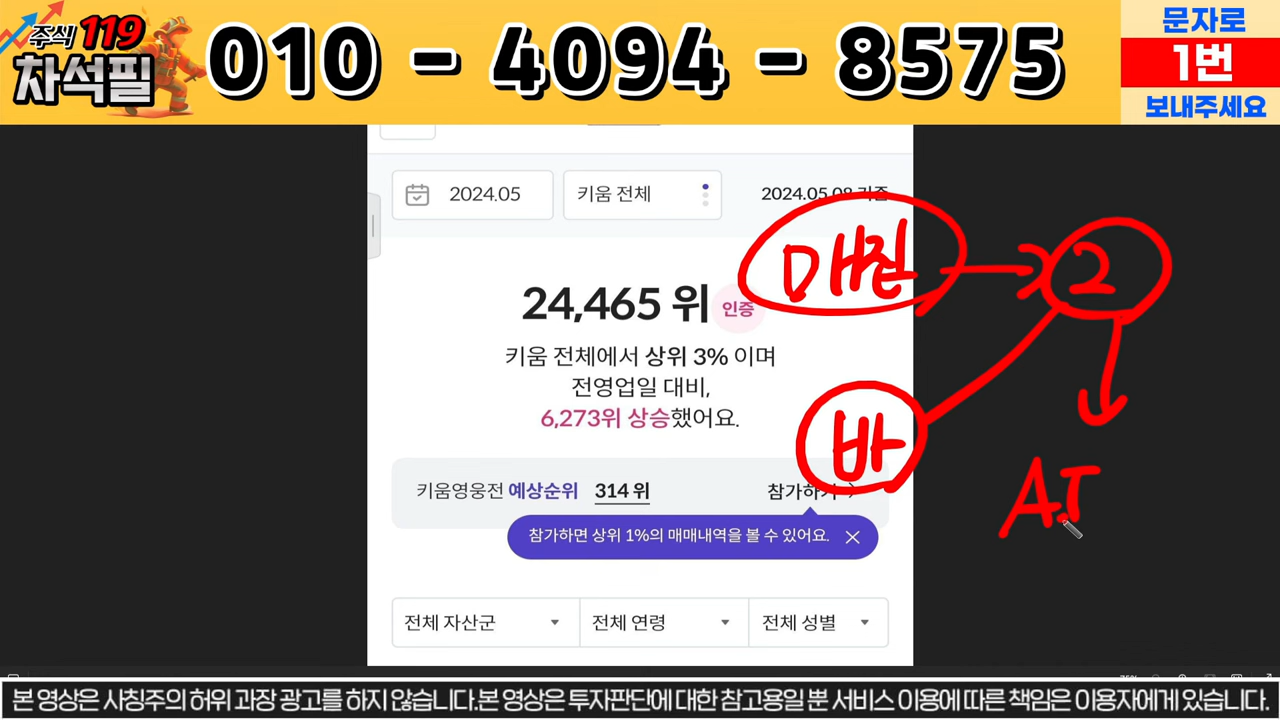 주식 119
차석필
010 - 4094 - 8575
문자로
1번
보내주세요
2024.05
키움 전체
2024.05.08 기준
매집
2
24,465 위
인증
키움 전체에서 상위 3% 이며
전영업일 대비,
6,273위 상승했어요.
바
A.I
키움영웅전 예상순위 314 위
참가하기
참가하면 상위 1%의 매매내역을 볼 수 있어요.
전체 자산군
전체 연령
전체 성별
본 영상은 사칭주의 허위 과장 광고를 하지 않습니다.본 영상은 투자판단에 대한 참고용일 뿐 서비스 이용에 따른 책임은 이용자에게 있습니다.